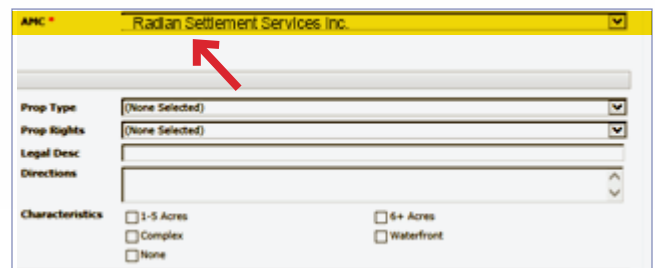 AMC * Radian Settlement Services Inc.
Prop Type (None Selected)
Prop Rights (None Selected)
Legal Desc
Directions
Characteristics 1-5 Acres 6+ Acres
Complex Waterfront
None